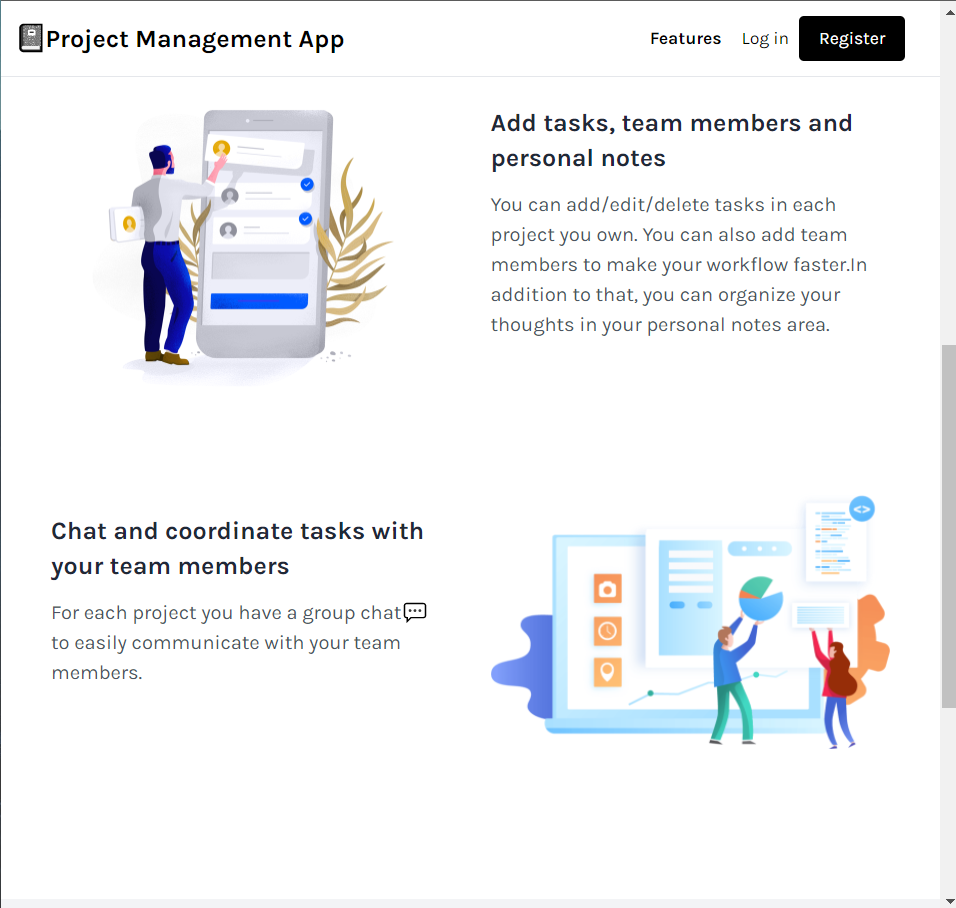 Project Management App
Features Log in Register
Add tasks, team members and
personal notes
You can add/edit/delete tasks in each
project you own. You can also add team
members to make your workflow faster.In
addition to that, you can organize your
thoughts in your personal notes area.
Chat and coordinate tasks with
your team members
For each project you have a group chat
to easily communicate with your team
members.